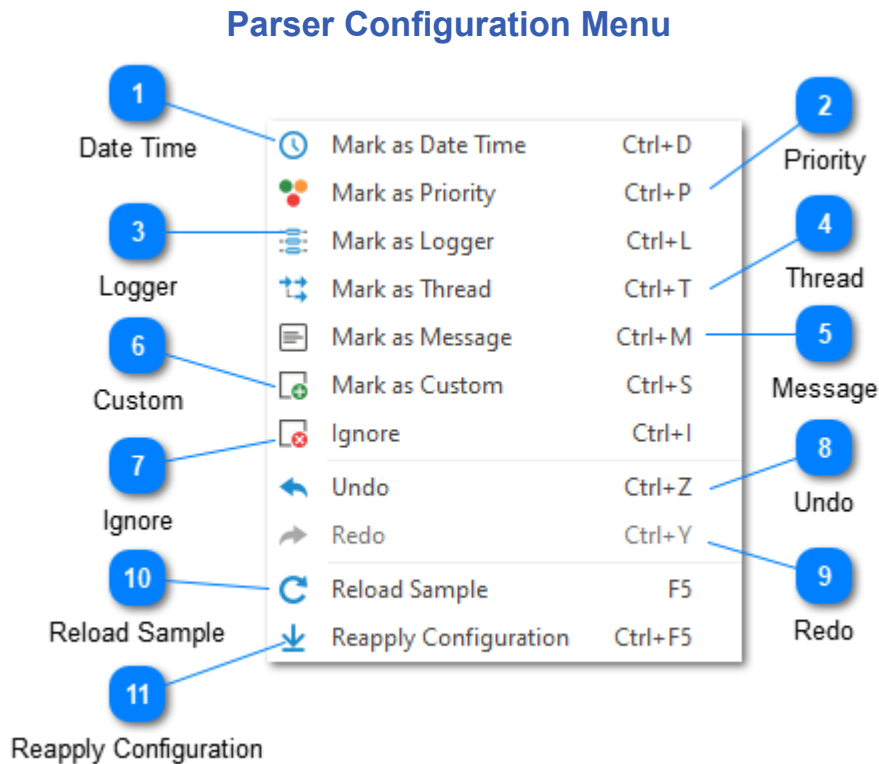 Parser Configuration Menu
1
Date Time
2
Priority
3
Logger
4
Thread
5
Message
6
Custom
7
Ignore
8
Undo
9
Redo
10
Reload Sample
11
Reapply Configuration
Mark as Date Time Ctrl+D
Mark as Priority Ctrl+P
Mark as Logger Ctrl+L
Mark as Thread Ctrl+T
Mark as Message Ctrl+M
Mark as Custom Ctrl+S
Ignore Ctrl+I
Undo Ctrl+Z
Redo Ctrl+Y
Reload Sample F5
Reapply Configuration Ctrl+F5